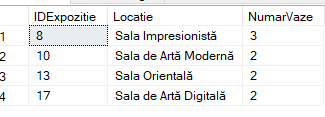 IDExpozitie Locatie NumarVaze
1 8 Sala Impresionistă 3
2 10 Sala de Artă Modernă 2
3 13 Sala Orientală 2
4 17 Sala de Artă Digitală 2